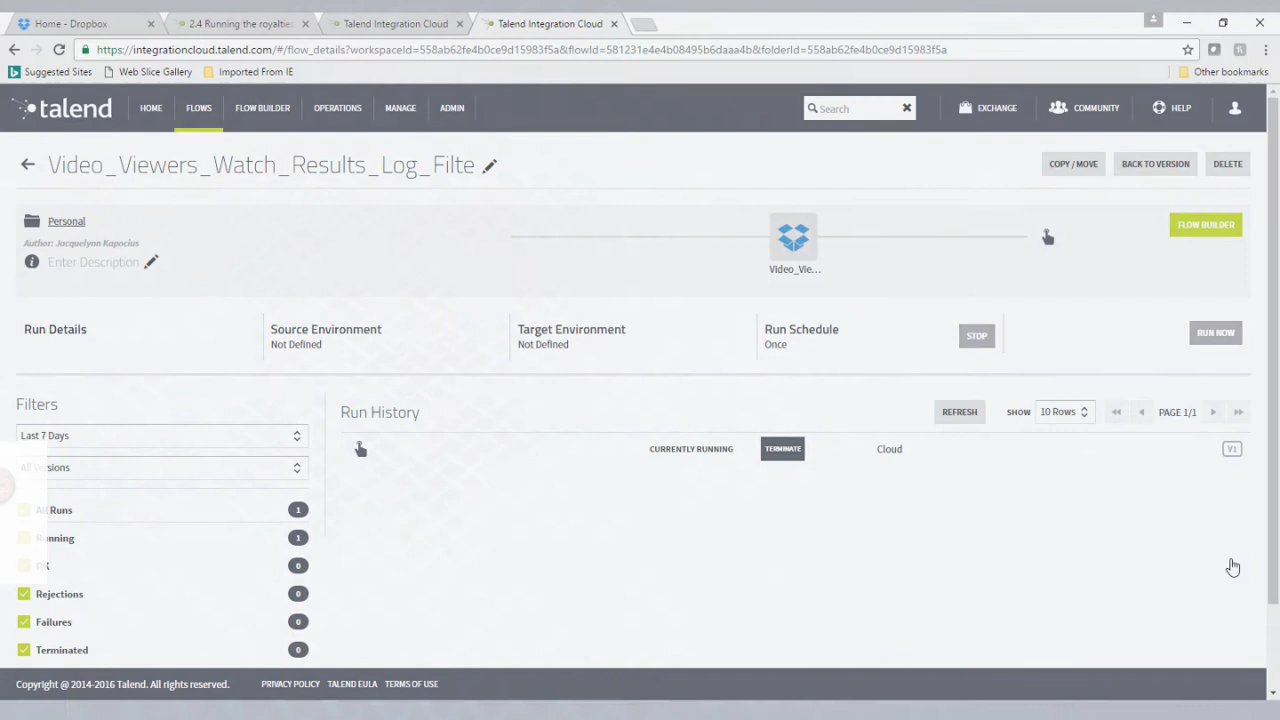 Home - Dropbox
2.4 Running the royalties
Talend Integration Cloud
Talend Integration Cloud
https://integrationcloud.talend.com/#/flow_details?workspaceId=558ab62fe4b0ce9d15983f5a&flowId=581231e4e4b08495b6daaa4b&folderId=558ab62fe4b0ce9d15983f5a
Suggested Sites
Web Slice Gallery
Imported From IE
Other bookmarks
talend
HOME
FLOWS
FLOW BUILDER
OPERATIONS
MANAGE
ADMIN
Search
EXCHANGE
COMMUNITY
HELP
Video_Viewers_Watch_Results_Log_Filte
COPY / MOVE
BACK TO VERSION
DELETE
Personal
Author: Jacquelynn Kapocius
Enter Description
Video_Vie...
FLOW BUILDER
Run Details
Source Environment
Not Defined
Target Environment
Not Defined
Run Schedule
Once
STOP
RUN NOW
Filters
Last 7 Days
All Versions
All Runs 1
Running 1
OK 0
Rejections 0
Failures 0
Terminated 0
Run History
REFRESH
SHOW
10 Rows
PAGE 1/1
CURRENTLY RUNNING
TERMINATE
Cloud
V1
Copyright @ 2014-2016 Talend. All rights reserved.
PRIVACY POLICY
TALEND EULA
TERMS OF USE